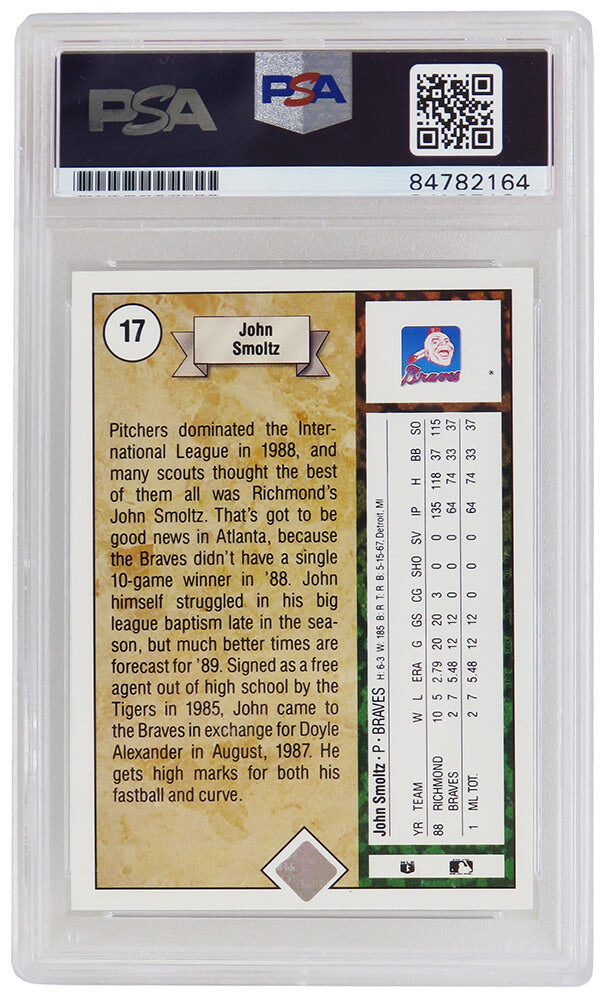 PSA
PSA
84782164
17
John
Smoltz
Braves
®
Pitchers dominated the Inter-
national League in 1988, and
many scouts thought the best
of them all was Richmond's
John Smoltz. That's got to be
good news in Atlanta, because
the Braves didn't have a single
10-game winner in '88. John
himself struggled in his big
league baptism late in the sea-
son, but much better times are
forecast for '89. Signed as a free
agent out of high school by the
Tigers in 1985, John came to
the Braves in exchange for Doyle
Alexander in August, 1987. He
gets high marks for both his
fastball and curve.
John Smoltz · P · BRAVES H: 6-3 W: 185 B: R T: R B: 5-15-67, Detroit, MI
YR TEAM W L ERA G GS CG SHO SV IP H BB SO
88 RICHMOND 10 5 2.79 20 20 3 0 0 135 118 37 115
BRAVES 2 7 5.48 12 12 0 0 0 64 74 33 37
1 ML TOT. 2 7 5.48 12 12 0 0 0 64 74 33 37